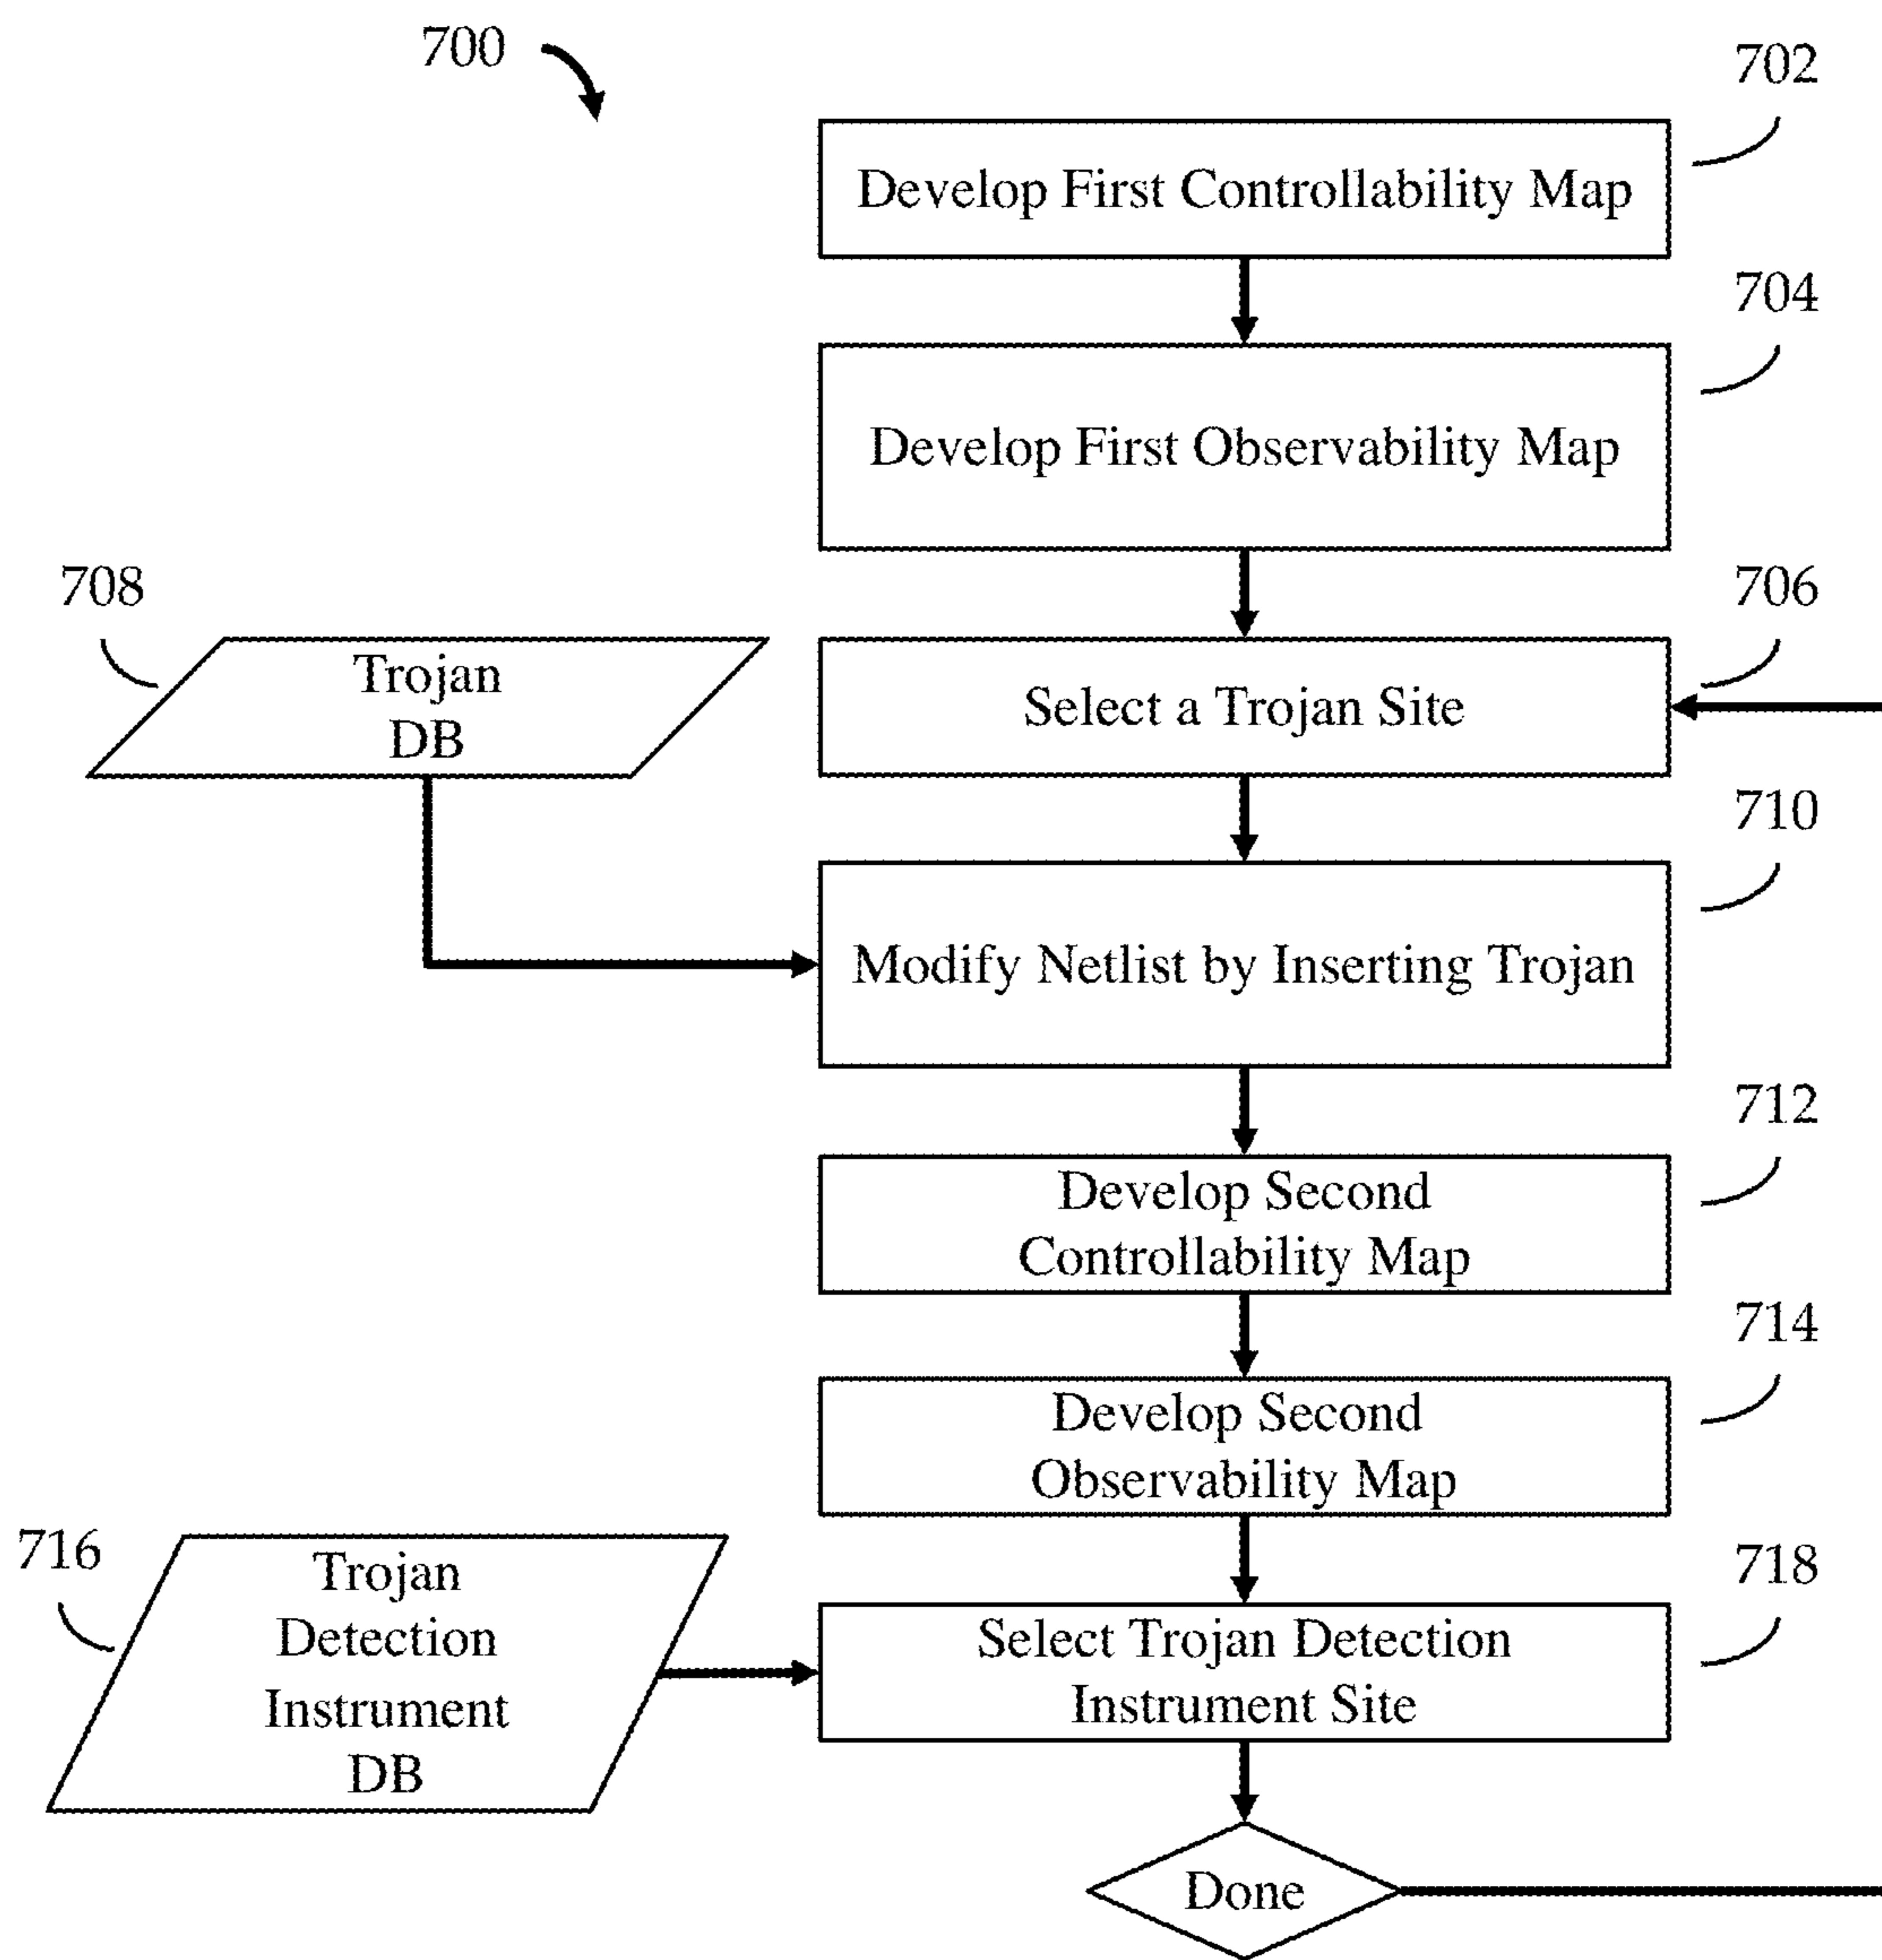 700
702
Develop First Controllability Map
704
Develop First Observability Map
708
706
Trojan
DB
Select a Trojan Site
710
Modify Netlist by Inserting Trojan
712
Develop Second
Controllability Map
714
Develop Second
Observability Map
716
Trojan
Detection
Instrument
DB
718
Select Trojan Detection
Instrument Site
Done